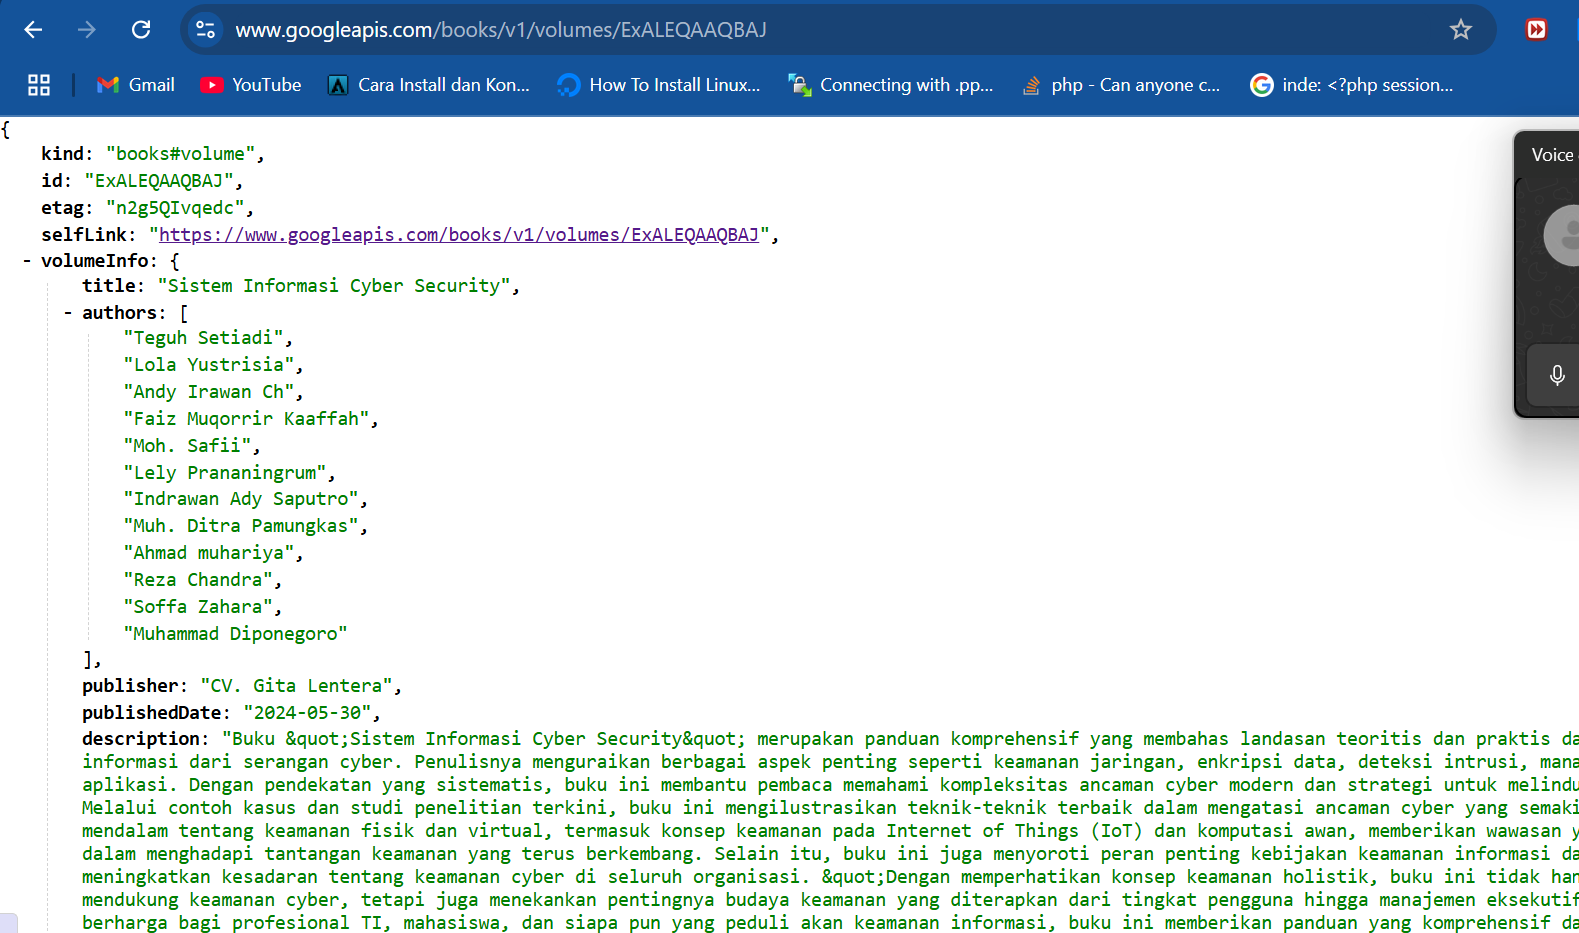 www.googleapis.com/books/v1/volumes/ExALEQAAQBAJ
Gmail YouTube Cara Install dan Kon... How To Install Linux... Connecting with .pp... php - Can anyone c... inde: <?php session...
{
kind: "books#volume",
id: "ExALEQAAQBAJ",
etag: "n2g5QIvqedc",
selfLink: "https://www.googleapis.com/books/v1/volumes/ExALEQAAQBAJ",
- volumeInfo: {
title: "Sistem Informasi Cyber Security",
- authors: [
"Teguh Setiadi",
"Lola Yustrisia",
"Andy Irawan Ch",
"Faiz Muqorrir Kaaffah",
"Moh. Safii",
"Lely Prananingrum",
"Indrawan Ady Saputro",
"Muh. Ditra Pamungkas",
"Ahmad muhariya",
"Reza Chandra",
"Soffa Zahara",
"Muhammad Diponegoro"
],
publisher: "CV. Gita Lentera",
publishedDate: "2024-05-30",
description: "Buku &quot;Sistem Informasi Cyber Security&quot; merupakan panduan komprehensif yang membahas landasan teoritis dan praktis da
informasi dari serangan cyber. Penulisnya menguraikan berbagai aspek penting seperti keamanan jaringan, enkripsi data, deteksi intrusi, mana
aplikasi. Dengan pendekatan yang sistematis, buku ini membantu pembaca memahami kompleksitas ancaman cyber modern dan strategi untuk melindu
Melalui contoh kasus dan studi penelitian terkini, buku ini mengilustrasikan teknik-teknik terbaik dalam mengatasi ancaman cyber yang semaki
mendalam tentang keamanan fisik dan virtual, termasuk konsep keamanan pada Internet of Things (IoT) dan komputasi awan, memberikan wawasan y
dalam menghadapi tantangan keamanan yang terus berkembang. Selain itu, buku ini juga menyoroti peran penting kebijakan keamanan informasi da
meningkatkan kesadaran tentang keamanan cyber di seluruh organisasi. &quot;Dengan memperhatikan konsep keamanan holistik, buku ini tidak han
mendukung keamanan cyber, tetapi juga menekankan pentingnya budaya keamanan yang diterapkan dari tingkat pengguna hingga manajemen eksekutif
berharga bagi profesional TI, mahasiswa, dan siapa pun yang peduli akan keamanan informasi, buku ini memberikan panduan yang komprehensif da
Voice